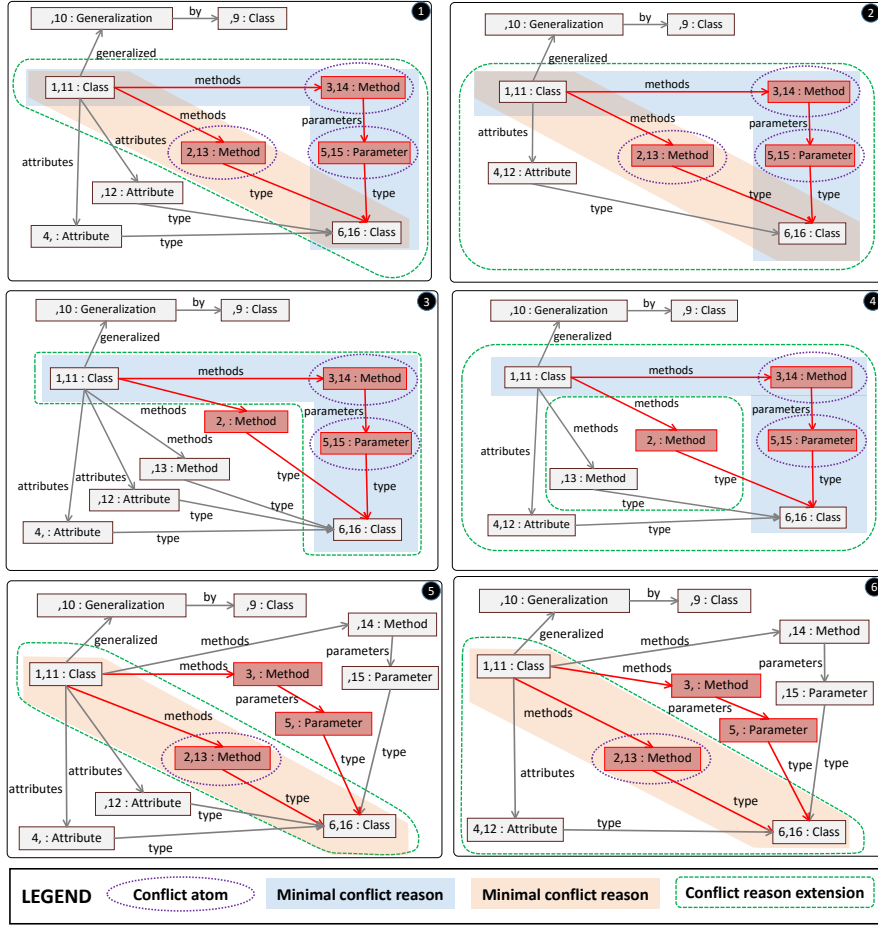 1
,10 : Generalization
by
,9 : Class
generalized
1,11 : Class
methods
3,14 : Method
methods
parameters
attributes
attributes
2,13 : Method
5,15 : Parameter
,12 : Attribute
type
type
type
4, : Attribute
type
6,16 : Class
2
,10 : Generalization
by
,9 : Class
generalized
1,11 : Class
methods
3,14 : Method
methods
parameters
attributes
2,13 : Method
5,15 : Parameter
4,12 : Attribute
type
type
type
6,16 : Class
3
,10 : Generalization
by
,9 : Class
generalized
1,11 : Class
methods
3,14 : Method
methods
2, : Method
parameters
5,15 : Parameter
,13 : Method
attributes
attributes
type
type
,12 : Attribute
type
4, : Attribute
type
6,16 : Class
4
,10 : Generalization
by
,9 : Class
generalized
1,11 : Class
methods
3,14 : Method
methods
methods
parameters
2, : Method
5,15 : Parameter
attributes
,13 : Method
type
type
type
4,12 : Attribute
type
6,16 : Class
5
,10 : Generalization
by
,9 : Class
generalized
methods
,14 : Method
1,11 : Class
methods
3, : Method
parameters
parameters
,15 : Parameter
methods
5, : Parameter
attributes
attributes
2,13 : Method
type
,12 : Attribute
type
type
type
4, : Attribute
type
6,16 : Class
6
,10 : Generalization
by
,9 : Class
generalized
methods
,14 : Method
1,11 : Class
methods
parameters
3, : Method
,15 : Parameter
methods
parameters
5, : Parameter
2,13 : Method
type
type
attributes
type
4,12 : Attribute
type
6,16 : Class
LEGEND
Conflict atom
Minimal conflict reason
Minimal conflict reason
Conflict reason extension